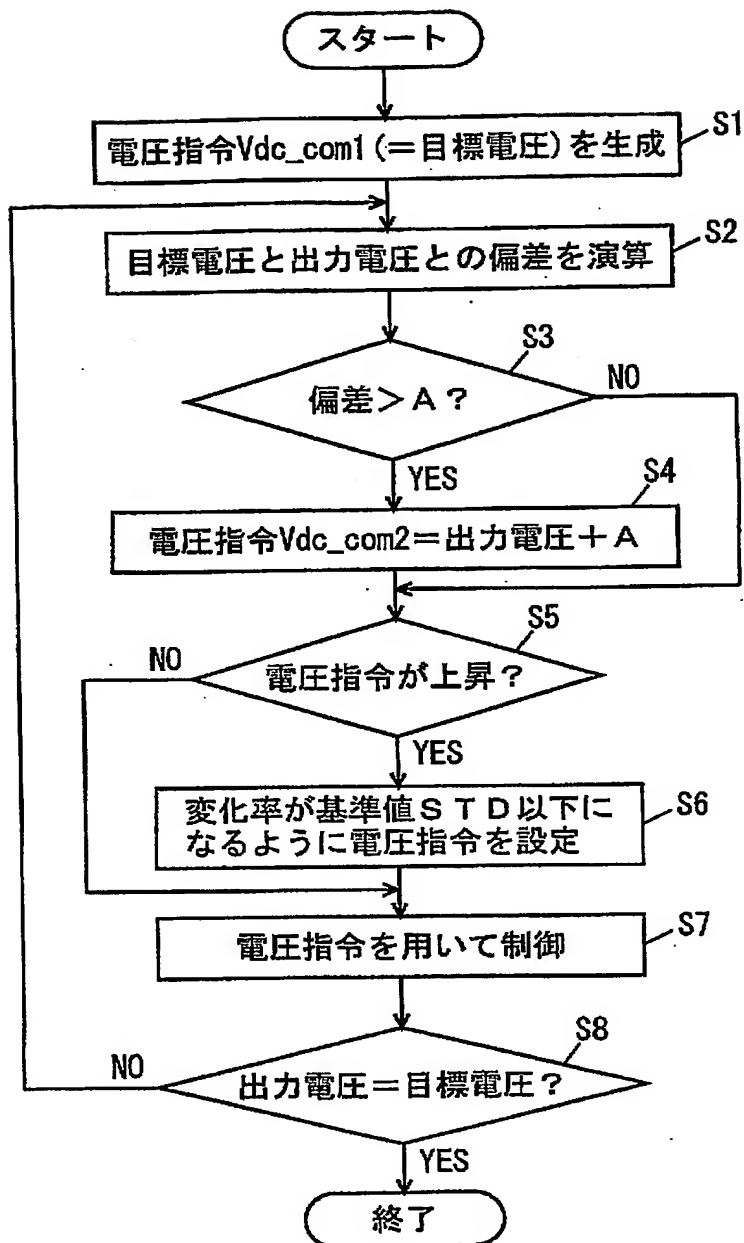 スタート
S1
電圧指令Vdc_com1(=目標電圧)を生成
S2
目標電圧と出力電圧との偏差を演算
S3
偏差>A?
NO
YES
S4
電圧指令Vdc_com2=出力電圧+A
S5
NO
電圧指令が上昇?
YES
S6
変化率が基準値STD以下に
なるように電圧指令を設定
S7
電圧指令を用いて制御
S8
NO
出力電圧=目標電圧?
YES
終了